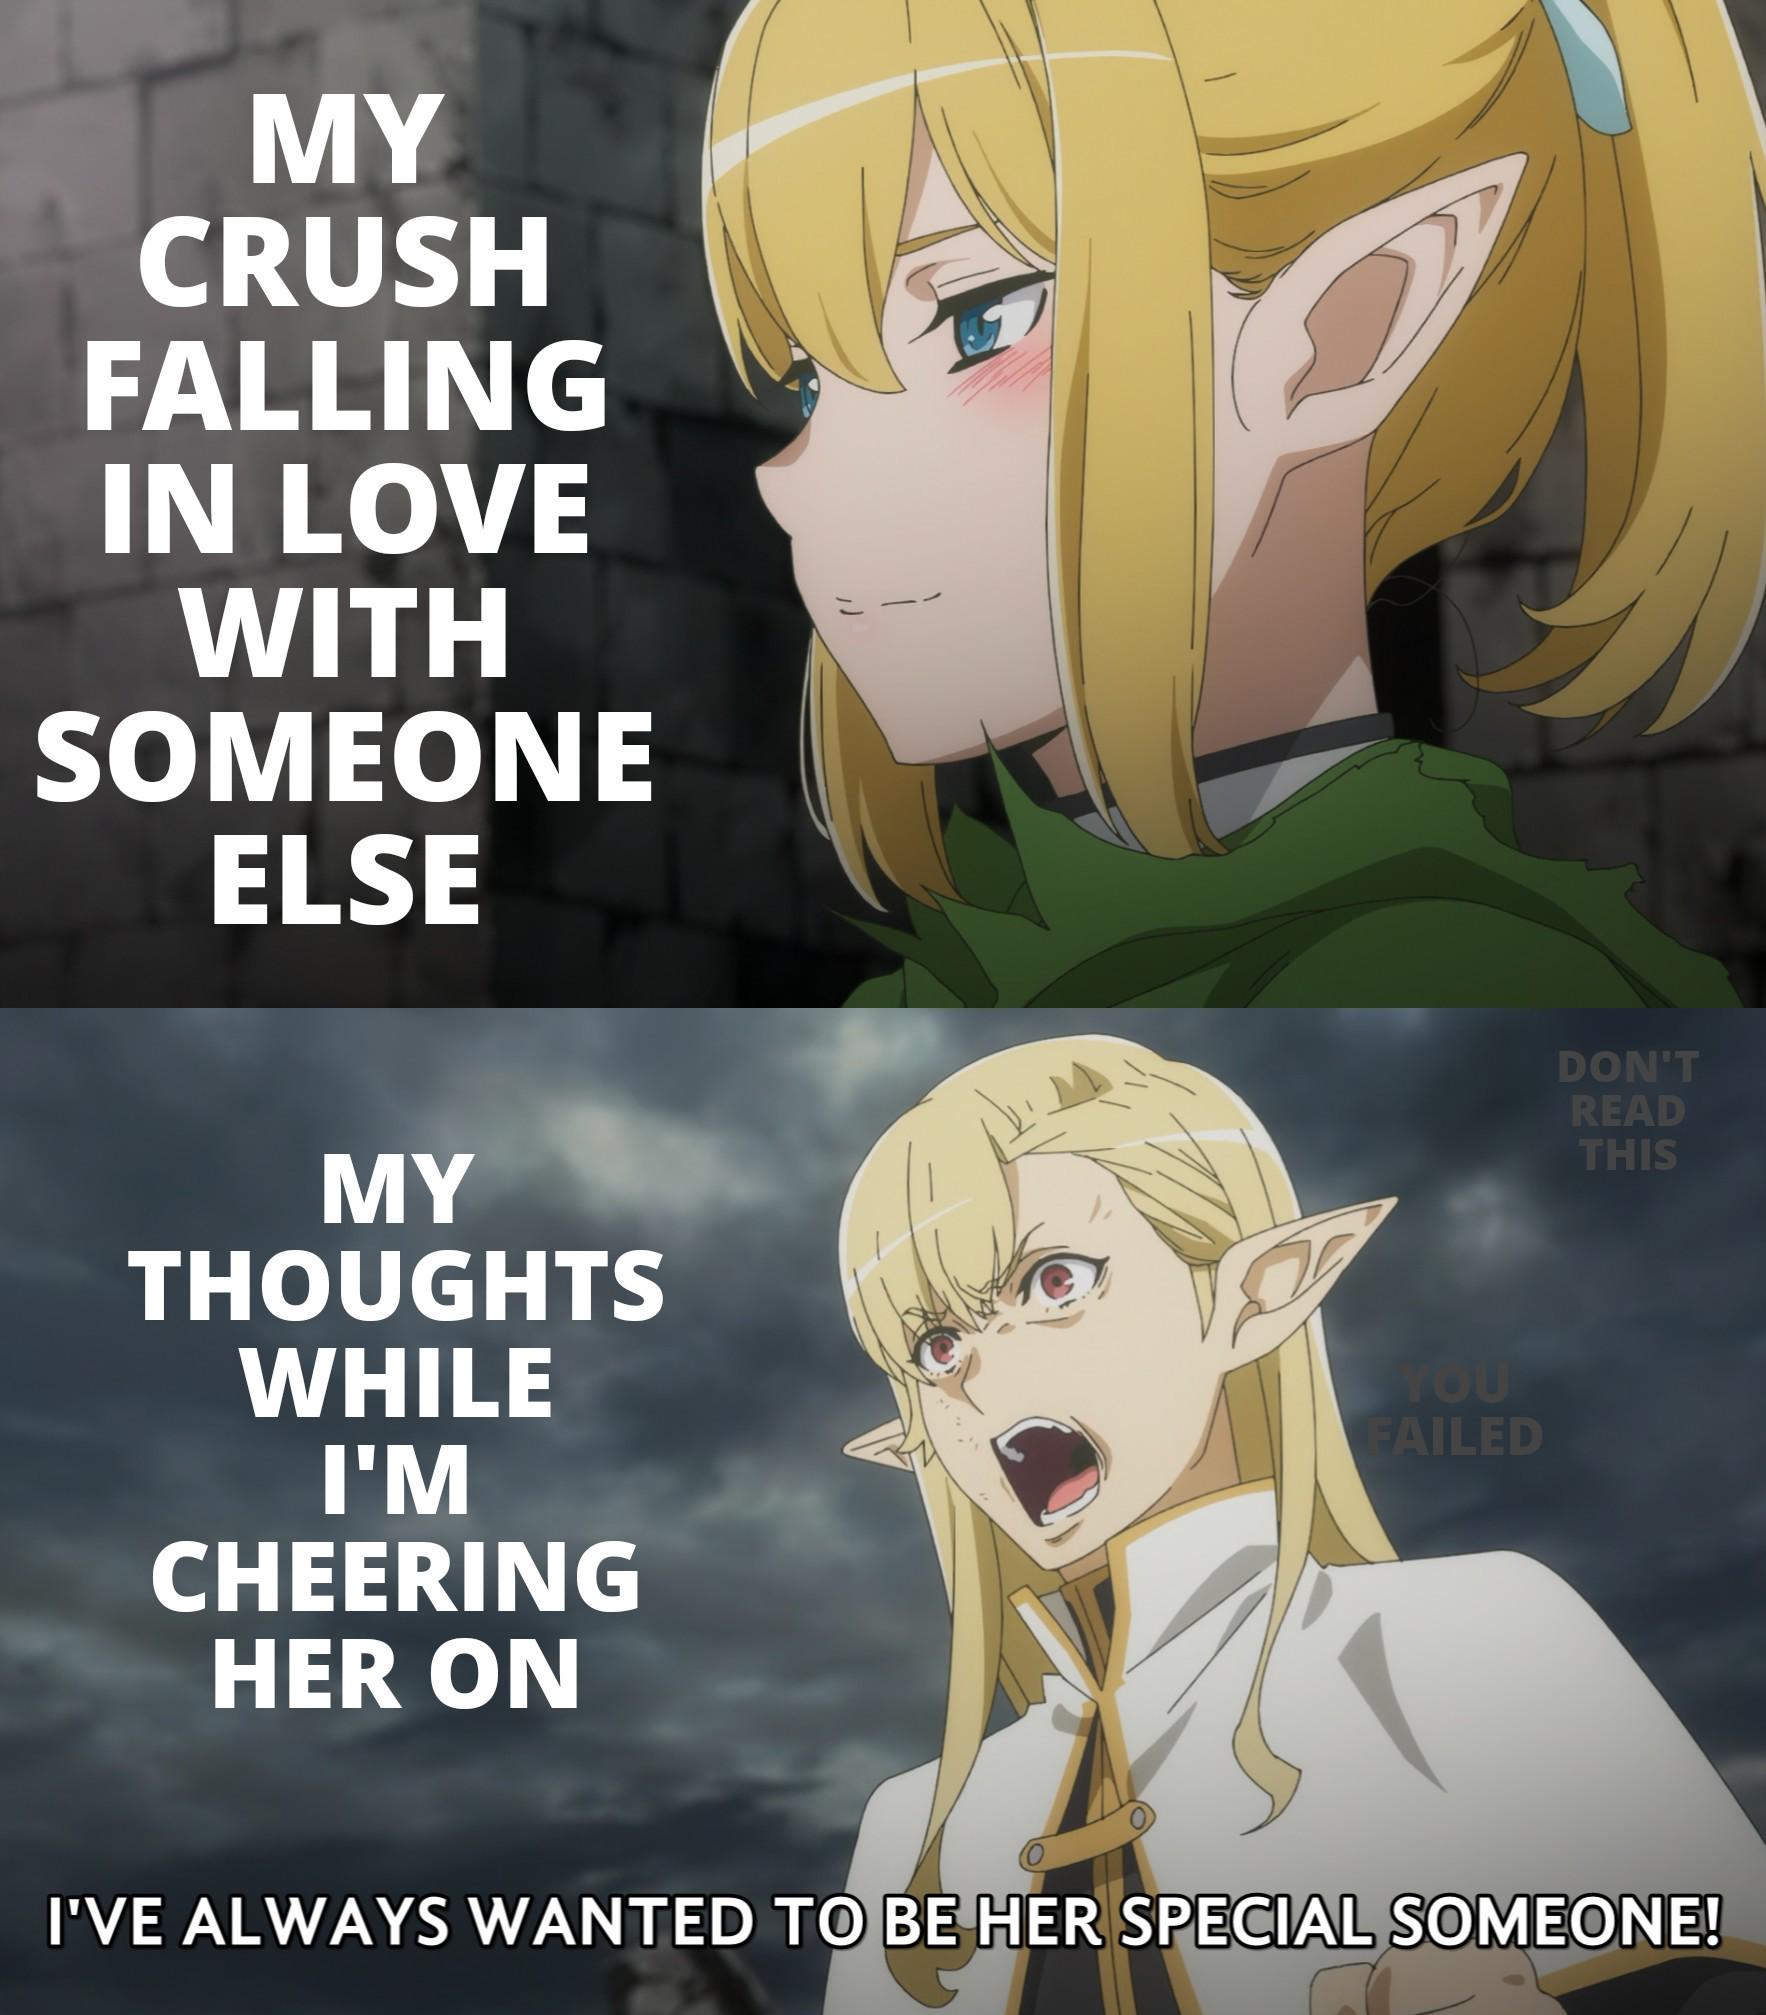 MY
CRUSH
FALLING
IN LOVE
WITH
SOMEONE
ELSE
DON'T
READ
THIS
MY
THOUGHTS
WHILE
I'M
CHEERING
HER ON
YOU
FAILED
I'VE ALWAYS WANTED TO BE HER SPECIAL SOMEONE!